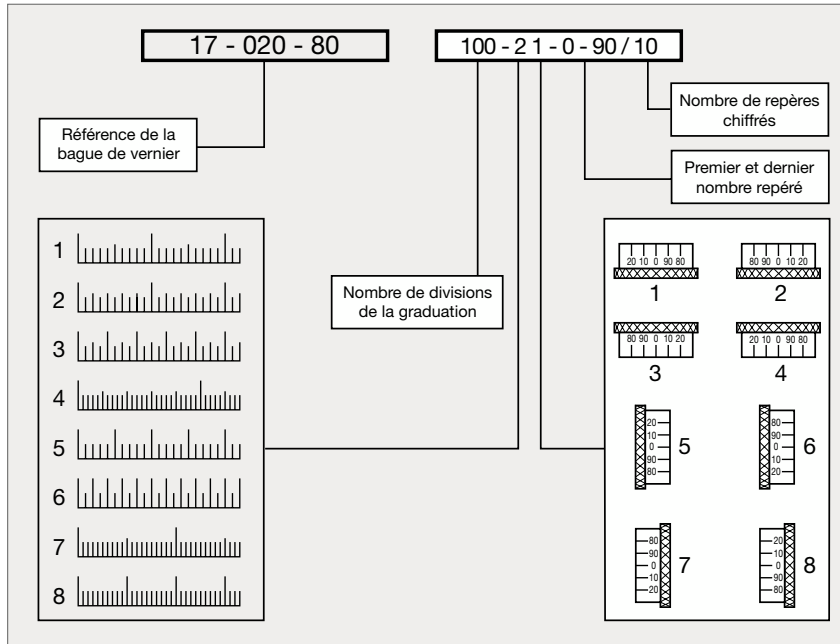 17 - 020 - 80
100 - 2 1 - 0 - 90 / 10
Nombre de repères
chiffrés
Référence de la
bague de vernier
Premier et dernier
nombre repéré
Nombre de divisions
de la graduation
1
2
3
4
5
6
7
8
20 10 0 90 80
1
80 90 0 10 20
2
80 90 0 10 20
3
20 10 0 90 80
4
20
10
0
90
80
5
80
90
0
10
20
6
80
90
0
10
20
7
20
10
0
90
80
8